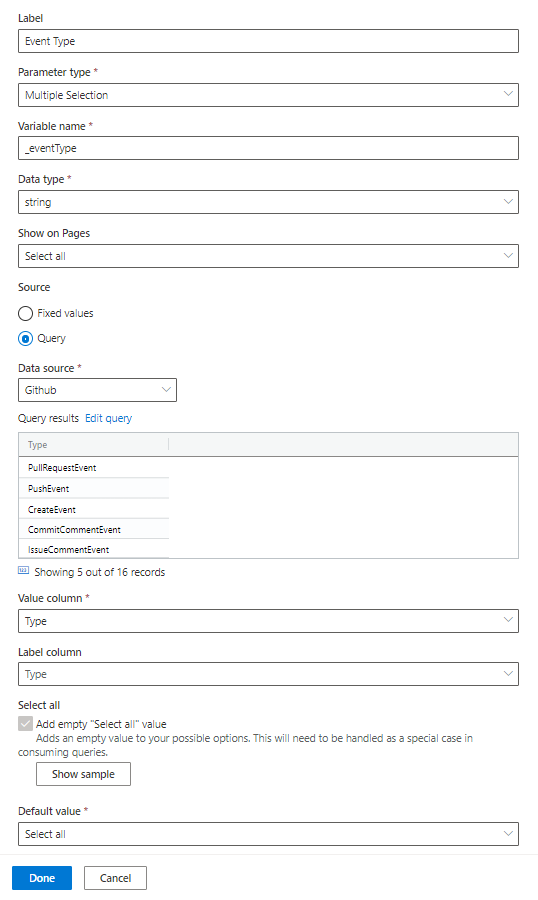 Label
Event Type
Parameter type *
Multiple Selection
Variable name *
_eventType
Data type *
string
Show on Pages
Select all
Source
Fixed values
Query
Data source *
Github
Query results Edit query
Type
PullRequestEvent
PushEvent
CreateEvent
CommitCommentEvent
IssueCommentEvent
Showing 5 out of 16 records
Value column *
Type
Label column
Type
Select all
Add empty "Select all" value
Adds an empty value to your possible options. This will need to be handled as a special case in
consuming queries.
Show sample
Default value *
Select all
Done Cancel